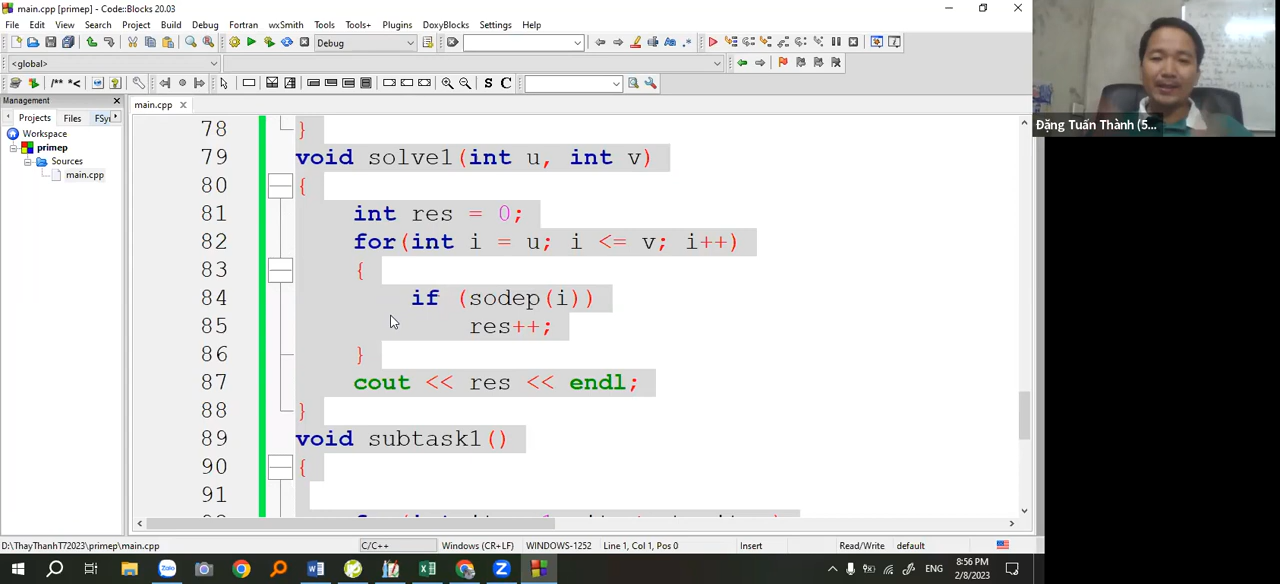 main.cpp [primep] - Code::Blocks 20.03
File Edit View Search Project Build Debug Fortran wxSmith Tools Tools+ Plugins DoxyBlocks Settings Help
Debug
<global>
/** *<
S C
Management
main.cpp
Projects Files FSy
Workspace
primep
Sources
main.cpp
78 }
79 void solve1(int u, int v)
80 {
81 int res = 0;
82 for(int i = u; i <= v; i++)
83 {
84 if (sodep(i))
85 res++;
86 }
87 cout << res << endl;
88 }
89 void subtask1()
90 {
91
Đặng Tuấn Thành (5...
D:\ThayThanhT72023\primep\main.cpp C/C++ Windows (CR+LF) WINDOWS-1252 Line 1, Col 1, Pos 0 Insert Read/Write default
Zalo
ENG
8:56 PM
2/8/2023